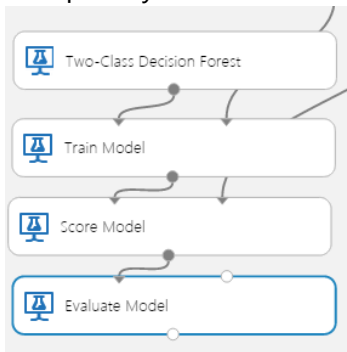 Two-Class Decision Forest
Train Model
Score Model
Evaluate Model